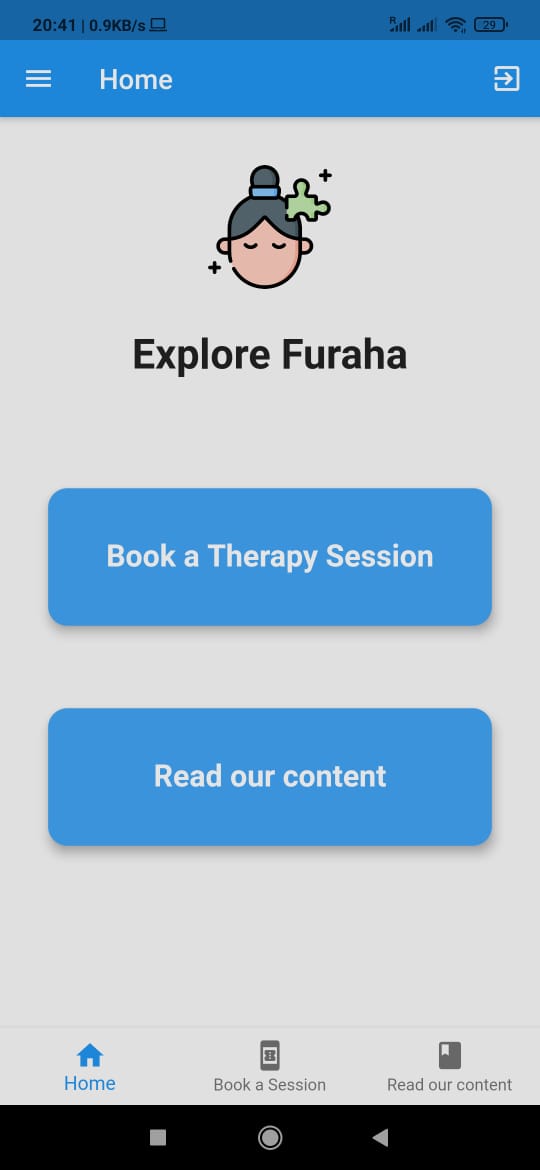 20:41 | 0.9KB/s
R
29
Home
Explore Furaha
Book a Therapy Session
Read our content
Home
Book a Session
Read our content